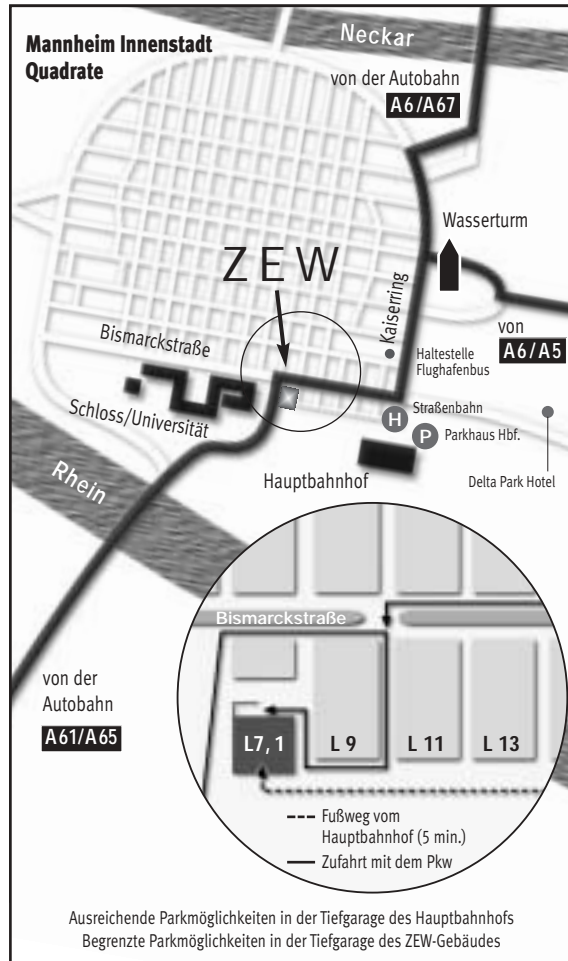 Mannheim Innenstadt
Quadrate
Neckar
von der Autobahn
A6/A67
Wasserturm
ZEW
Kaiserring
von
A6/A5
Bismarckstraße
Haltestelle
Flughafenbus
Schloss/Universität
H
Straßenbahn
P
Parkhaus Hbf.
Hauptbahnhof
Delta Park Hotel
Rhein
Bismarckstraße
von der
Autobahn
A61/A65
L7, 1
L 9
L 11
L 13
Fußweg vom
Hauptbahnhof (5 min.)
Zufahrt mit dem Pkw
Ausreichende Parkmöglichkeiten in der Tiefgarage des Hauptbahnhofs
Begrenzte Parkmöglichkeiten in der Tiefgarage des ZEW-Gebäudes